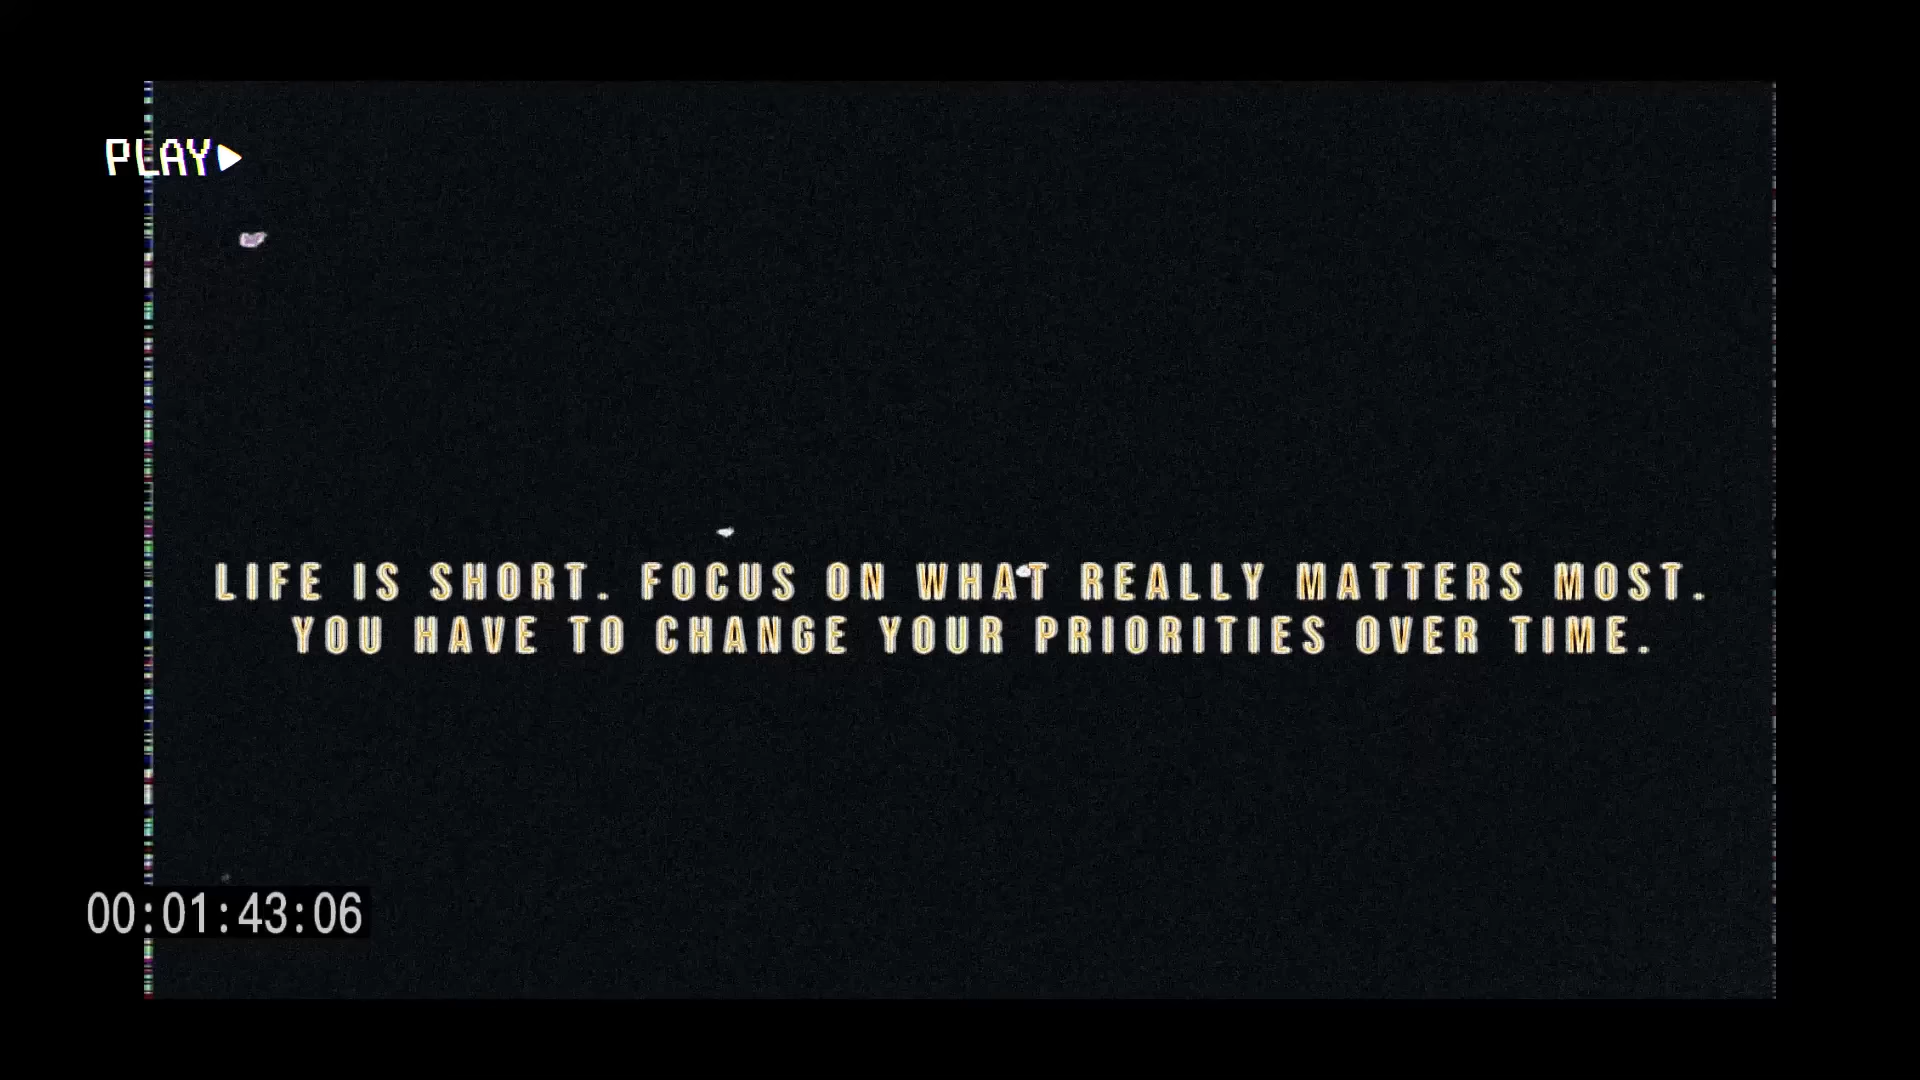 PLAY
LIFE IS SHORT. FOCUS ON WHAT REALLY MATTERS MOST.
YOU HAVE TO CHANGE YOUR PRIORITIES OVER TIME.
00:01:43:06